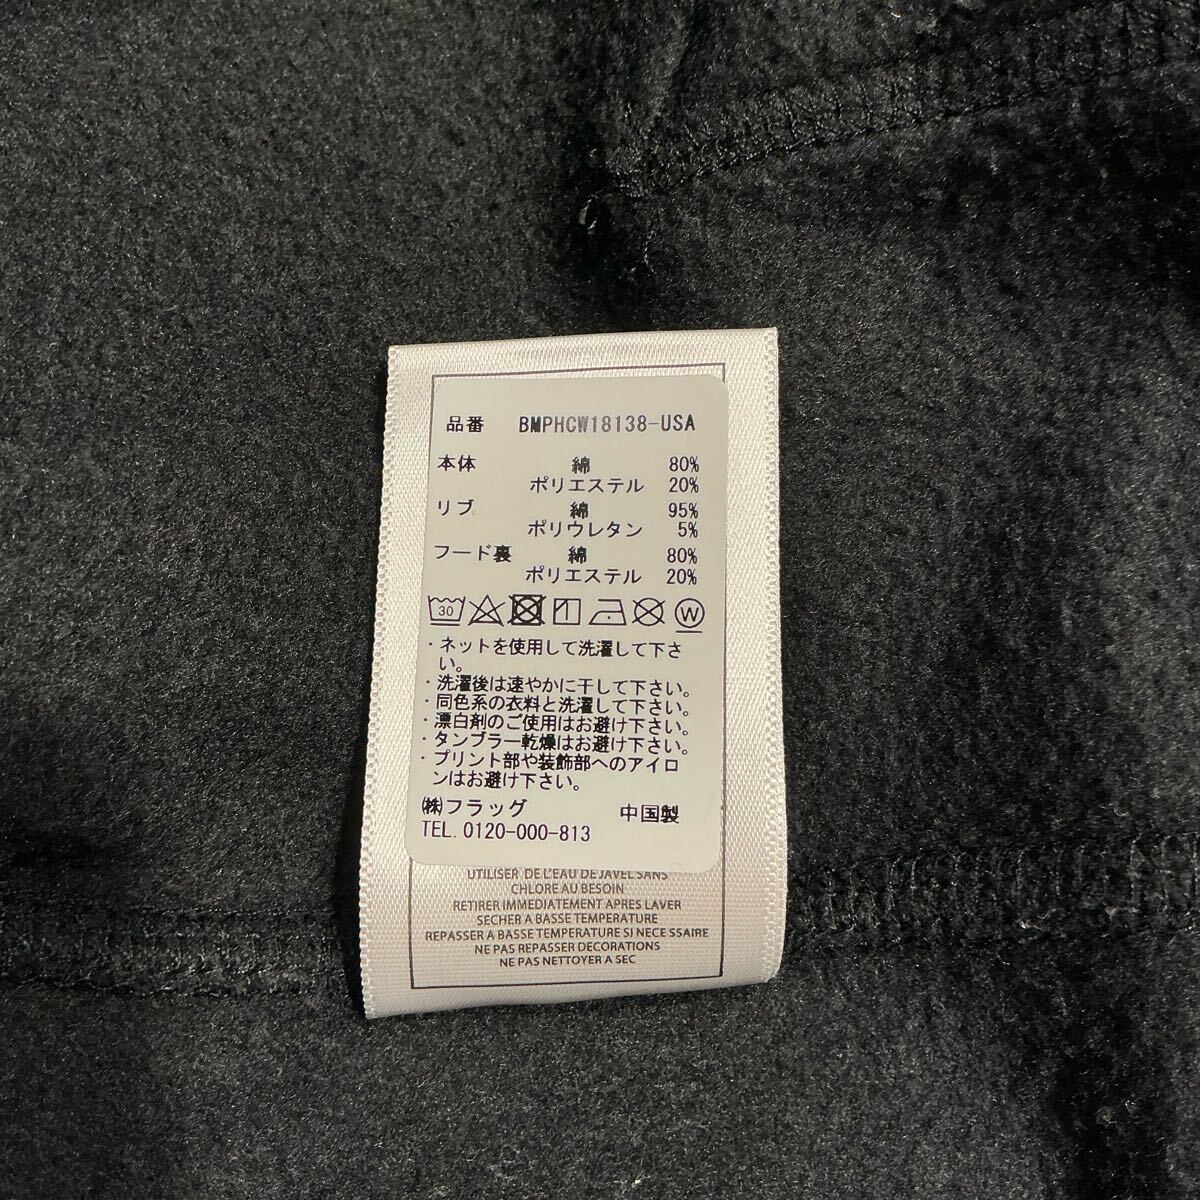 品番 BMPHCW18138-USA
本体 綿 80%
ポリエステル 20%
リブ 綿 95%
ポリウレタン 5%
フード裏 綿 80%
ポリエステル 20%
30 W
・ネットを使用して洗濯して下さ
い。
・洗濯後は速やかに干して下さい。
・同色系の衣料と洗濯して下さい。
・漂白剤のご使用はお避け下さい。
・タンブラー乾燥はお避け下さい。
・プリント部や装飾部へのアイロ
ンはお避け下さい。
㈱フラッグ 中国製
TEL. 0120-000-813
UTILISER DE L'EAU DE JAVEL SANS
CHLORE AU BESOIN
RETIRER IMMEDIATEMENT APRES LAVER
SECHER A BASSE TEMPERATURE
REPASSER A BASSE TEMPERATURE SI NECE SSAIRE
NE PAS REPASSER DECORATIONS
NE PAS NETTOYER A SEC